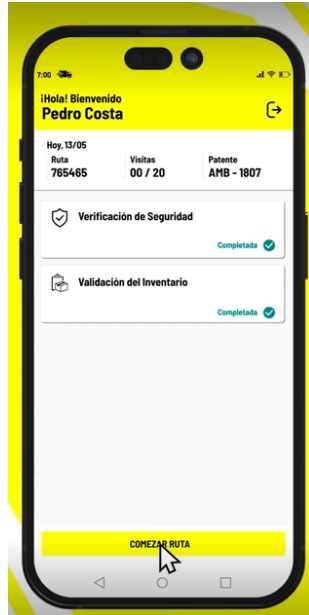 7:00
¡Hola! Bienvenido
Pedro Costa
Hoy, 13/05
Ruta Visitas Patente
765465 00 / 20 AMB - 1807
Verificación de Seguridad
Completada
Validación del Inventario
Completada
COMEZAR RUTA